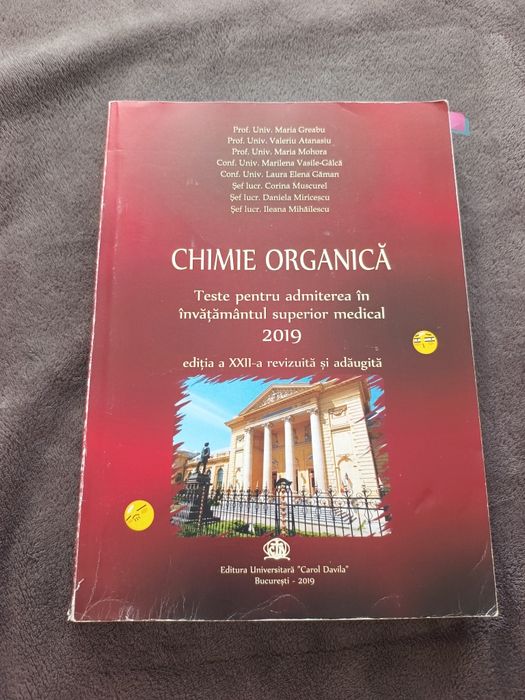 Prof. Univ. Maria Greabu
Prof. Univ. Valeriu Atanasiu
Prof. Univ. Maria Mohora
Conf. Univ. Marilena Vasile-Gâlcă
Conf. Univ. Laura Elena Găman
Şef lucr. Corina Muscurel
Şef lucr. Daniela Miricescu
Şef lucr. Ileana Mihăilescu
CHIMIE ORGANICĂ
Teste pentru admiterea în
învăţământul superior medical
2019
ediţia a XXII-a revizuită şi adăugită
Editura Universitară "Carol Davila"
Bucureşti - 2019